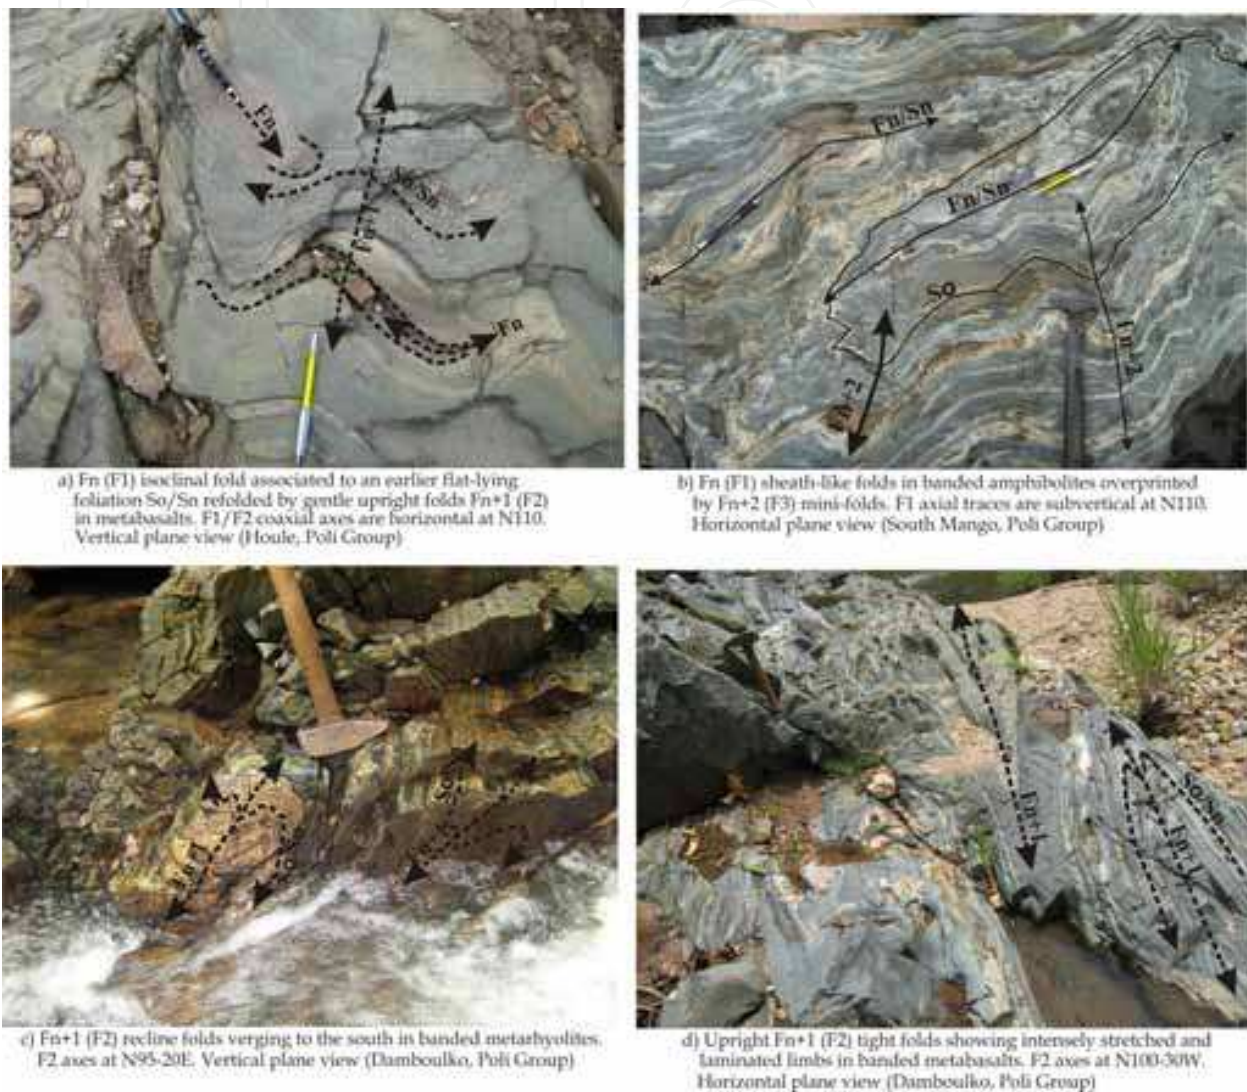 Fn
So/Sn
Fn+1
Fn
Fn/Sn
Fn/Sn
So
Fn+2
Fn+2
a) Fn (F1) isoclinal fold associated to an earlier flat-lying
foliation So/Sn refolded by gentle upright folds Fn+1 (F2)
in metabasalts. F1/F2 coaxial axes are horizontal at N110.
Vertical plane view (Houle, Poli Group)
b) Fn (F1) sheath-like folds in banded amphibolites overprinted
by Fn+2 (F3) mini-folds. F1 axial traces are subvertical at N110.
Horizontal plane view (South Mango, Poli Group)
Fn+1
Fn+1
So/Sn
Fn+1
c) Fn+1 (F2) recline folds verging to the south in banded metarhyolites.
F2 axes at N95-20E. Vertical plane view (Damboulko, Poli Group)
d) Upright Fn+1 (F2) tight folds showing intensely stretched and
laminated limbs in banded metabasalts. F2 axes at N100-30W.
Horizontal plane view (Damboulko, Poli Group)